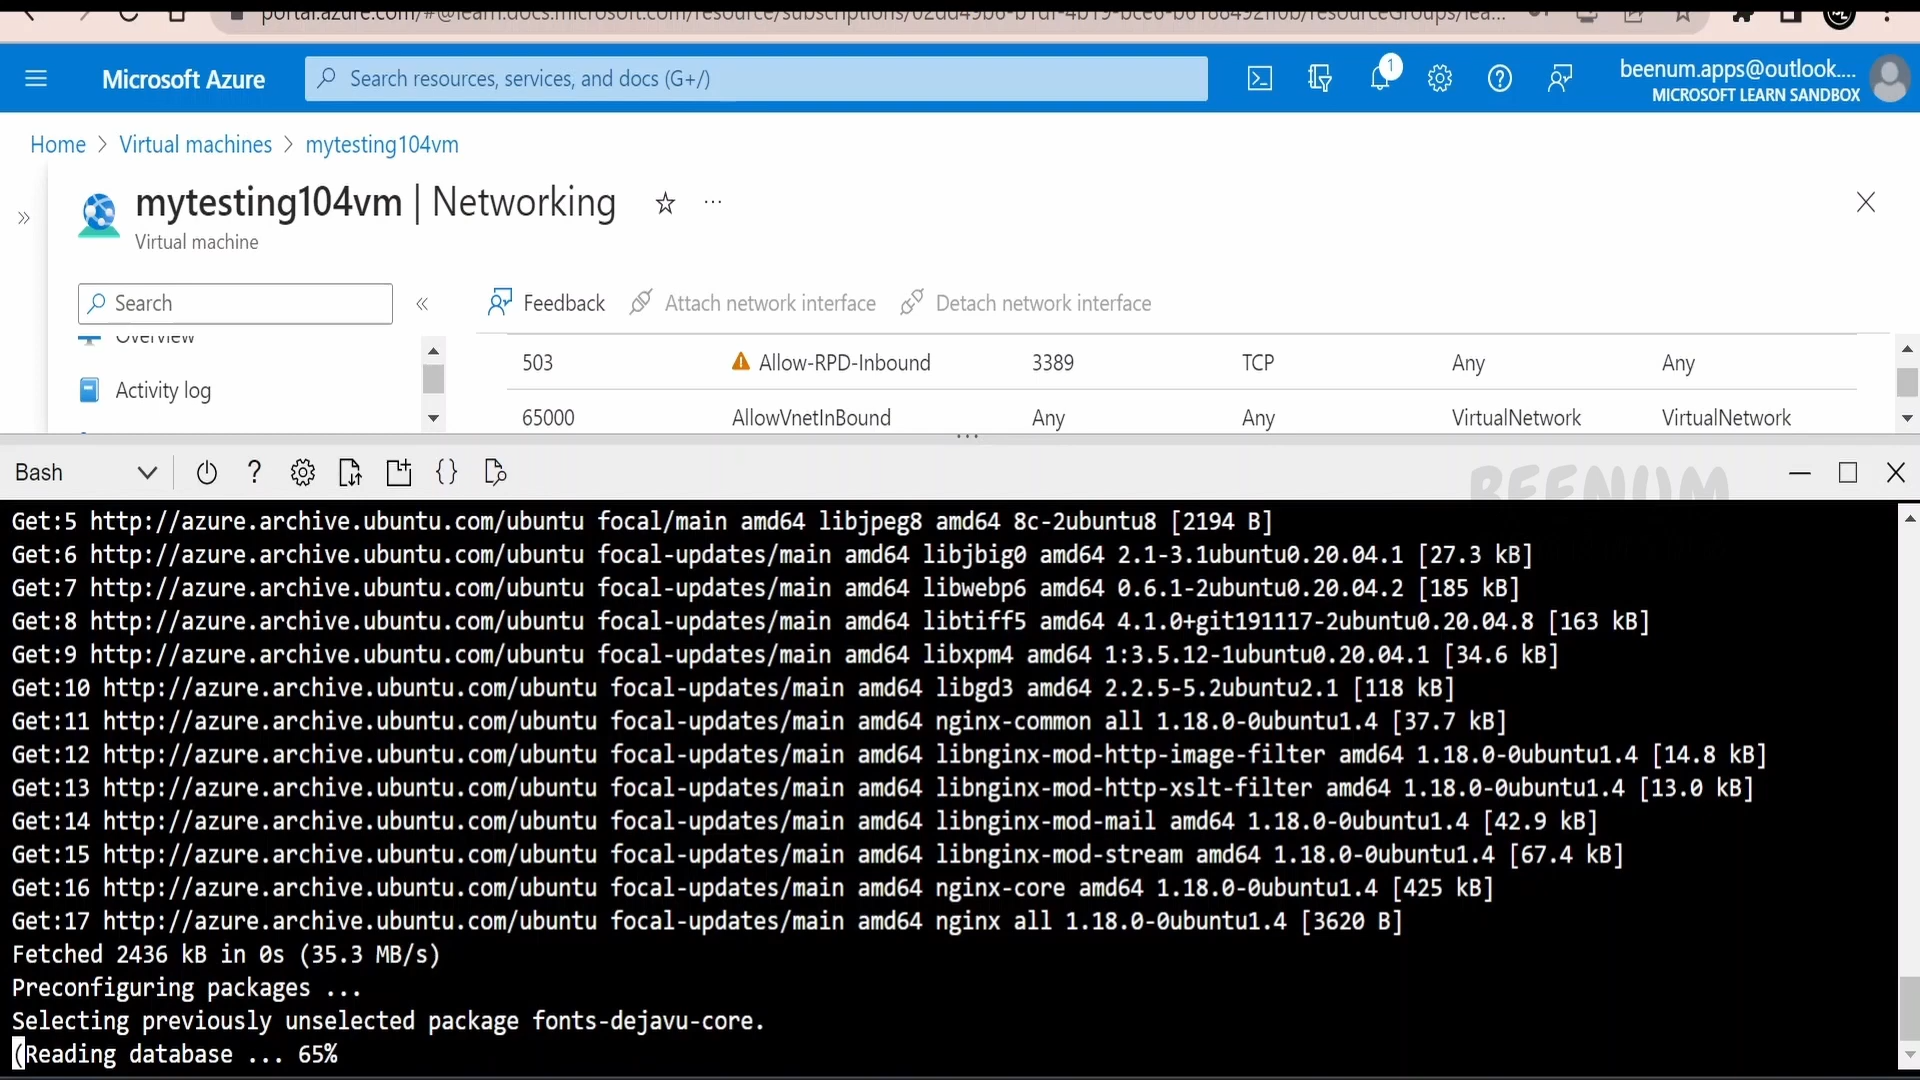 portal.azure.com/#@learn.docs.microsoft.com/resource/subscriptions/
Microsoft Azure
Search resources, services, and docs (G+/)
1
beenum.apps@outlook....
MICROSOFT LEARN SANDBOX
Home > Virtual machines > mytesting104vm
mytesting104vm | Networking
Virtual machine
Search
Feedback
Attach network interface
Detach network interface
Overview
Activity log
503 Allow-RPD-Inbound 3389 TCP Any Any
65000 AllowVnetInBound Any Any VirtualNetwork VirtualNetwork
Bash
BEENUM
Get:5 http://azure.archive.ubuntu.com/ubuntu focal/main amd64 libjpeg8 amd64 8c-2ubuntu8 [2194 B]
Get:6 http://azure.archive.ubuntu.com/ubuntu focal-updates/main amd64 libjbig0 amd64 2.1-3.1ubuntu0.20.04.1 [27.3 kB]
Get:7 http://azure.archive.ubuntu.com/ubuntu focal-updates/main amd64 libwebp6 amd64 0.6.1-2ubuntu0.20.04.2 [185 kB]
Get:8 http://azure.archive.ubuntu.com/ubuntu focal-updates/main amd64 libtiff5 amd64 4.1.0+git191117-2ubuntu0.20.04.8 [163 kB]
Get:9 http://azure.archive.ubuntu.com/ubuntu focal-updates/main amd64 libxpm4 amd64 1:3.5.12-1ubuntu0.20.04.1 [34.6 kB]
Get:10 http://azure.archive.ubuntu.com/ubuntu focal-updates/main amd64 libgd3 amd64 2.2.5-5.2ubuntu2.1 [118 kB]
Get:11 http://azure.archive.ubuntu.com/ubuntu focal-updates/main amd64 nginx-common all 1.18.0-0ubuntu1.4 [37.7 kB]
Get:12 http://azure.archive.ubuntu.com/ubuntu focal-updates/main amd64 libnginx-mod-http-image-filter amd64 1.18.0-0ubuntu1.4 [14.8 kB]
Get:13 http://azure.archive.ubuntu.com/ubuntu focal-updates/main amd64 libnginx-mod-http-xslt-filter amd64 1.18.0-0ubuntu1.4 [13.0 kB]
Get:14 http://azure.archive.ubuntu.com/ubuntu focal-updates/main amd64 libnginx-mod-mail amd64 1.18.0-0ubuntu1.4 [42.9 kB]
Get:15 http://azure.archive.ubuntu.com/ubuntu focal-updates/main amd64 libnginx-mod-stream amd64 1.18.0-0ubuntu1.4 [67.4 kB]
Get:16 http://azure.archive.ubuntu.com/ubuntu focal-updates/main amd64 nginx-core amd64 1.18.0-0ubuntu1.4 [425 kB]
Get:17 http://azure.archive.ubuntu.com/ubuntu focal-updates/main amd64 nginx all 1.18.0-0ubuntu1.4 [3620 B]
Fetched 2436 kB in 0s (35.3 MB/s)
Preconfiguring packages ...
Selecting previously unselected package fonts-dejavu-core.
(Reading database ... 65%